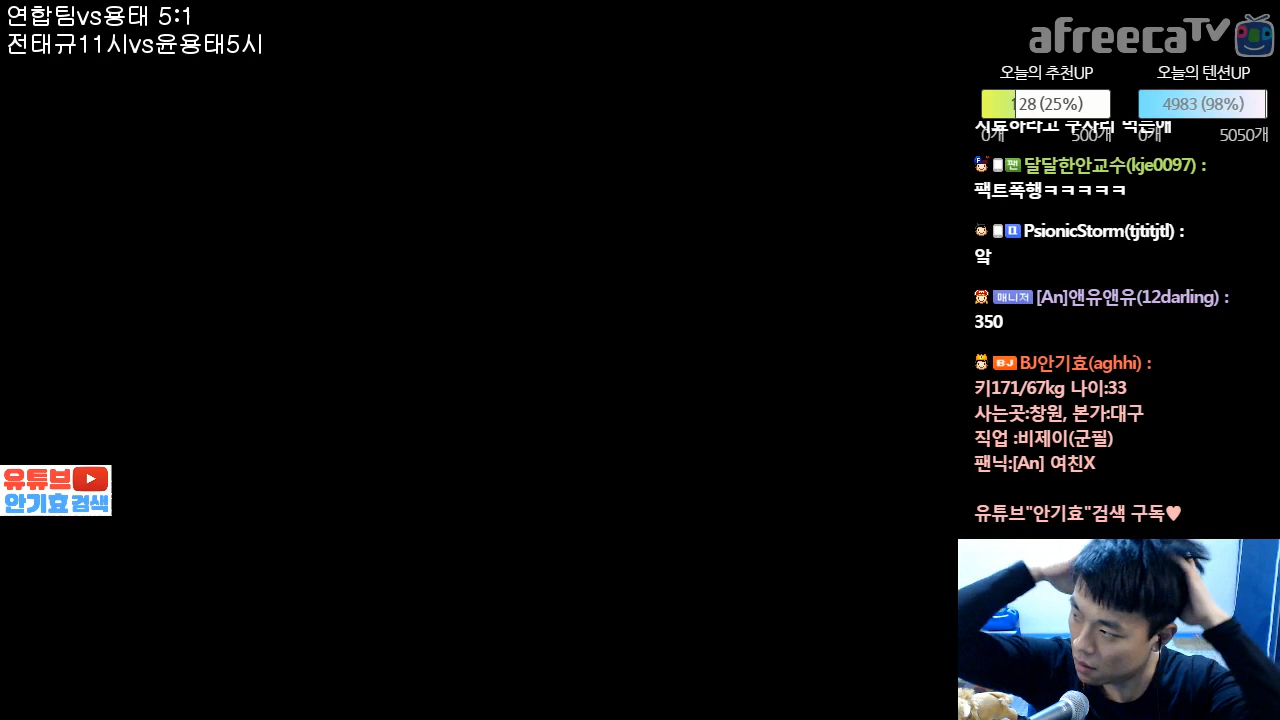 연합팀vs용태 5:1
전태규11시vs윤용태5시
afreecaTV
오늘의 추천UP
오늘의 텐션UP
128 (25%)
4983 (98%)
0개
500개
0개
5050개
팬 달달한안교수(kje0097) :
팩트폭행ㅋㅋㅋㅋㅋ
PsionicStorm(tjtitjtl) :
앜
매니저 [An]앤유앤유(12darling) :
350
BJ BJ안기효(aghhi) :
키171/67kg 나이:33
사는곳:창원, 본가:대구
직업 :비제이(군필)
팬닉:[An] 여친X
유튜브"안기효"검색 구독♥
유튜브
안기효 검색